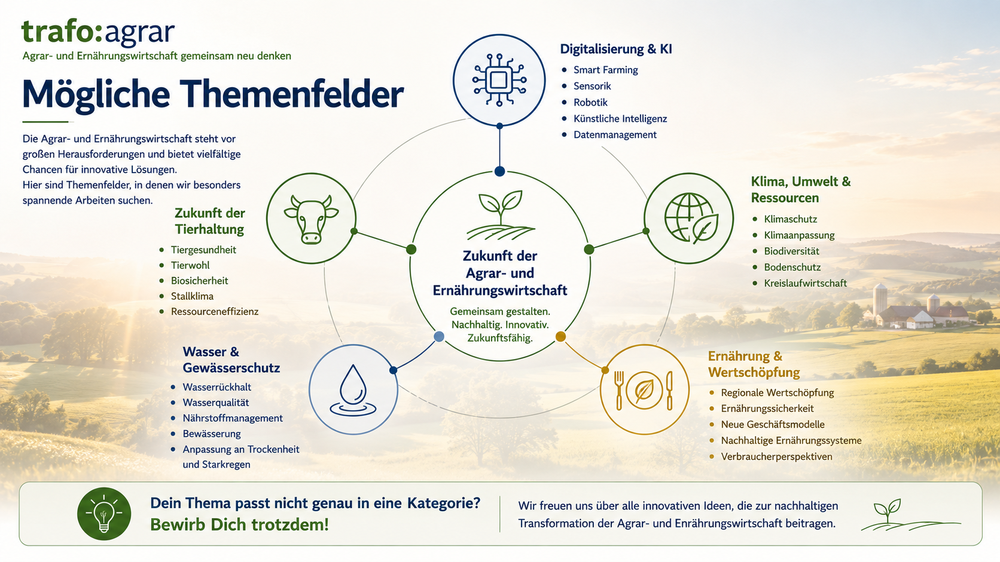 trafo:agrar
Agrar- und Ernährungswirtschaft gemeinsam neu denken
Mögliche Themenfelder
Die Agrar- und Ernährungswirtschaft steht vor
großen Herausforderungen und bietet vielfältige
Chancen für innovative Lösungen.
Hier sind Themenfelder, in denen wir besonders
spannende Arbeiten suchen.
Digitalisierung & KI
• Smart Farming
• Sensorik
• Robotik
• Künstliche Intelligenz
• Datenmanagement
Klima, Umwelt &
Ressourcen
• Klimaschutz
• Klimaanpassung
• Biodiversität
• Bodenschutz
• Kreislaufwirtschaft
Zukunft der
Tierhaltung
• Tiergesundheit
• Tierwohl
• Biosicherheit
• Stallklima
• Ressourceneffizienz
Zukunft der
Agrar- und
Ernährungswirtschaft
Gemeinsam gestalten.
Nachhaltig. Innovativ.
Zukunftsfähig.
Wasser &
Gewässerschutz
• Wasserrückhalt
• Wasserqualität
• Nährstoffmanagement
• Bewässerung
• Anpassung an Trockenheit
und Starkregen
Ernährung &
Wertschöpfung
• Regionale Wertschöpfung
• Ernährungssicherkeit
• Neue Geschäftsmodelle
• Nachhaltige Ernährungssysteme
• Verbraucherperspektiven
Dein Thema passt nicht genau in eine Kategorie?
Bewirb Dich trotzdem!
Wir freuen uns über alle innovativen Ideen, die zur nachhaltigen
Transformation der Agrar- und Enrährungswirtschaft beitragen.